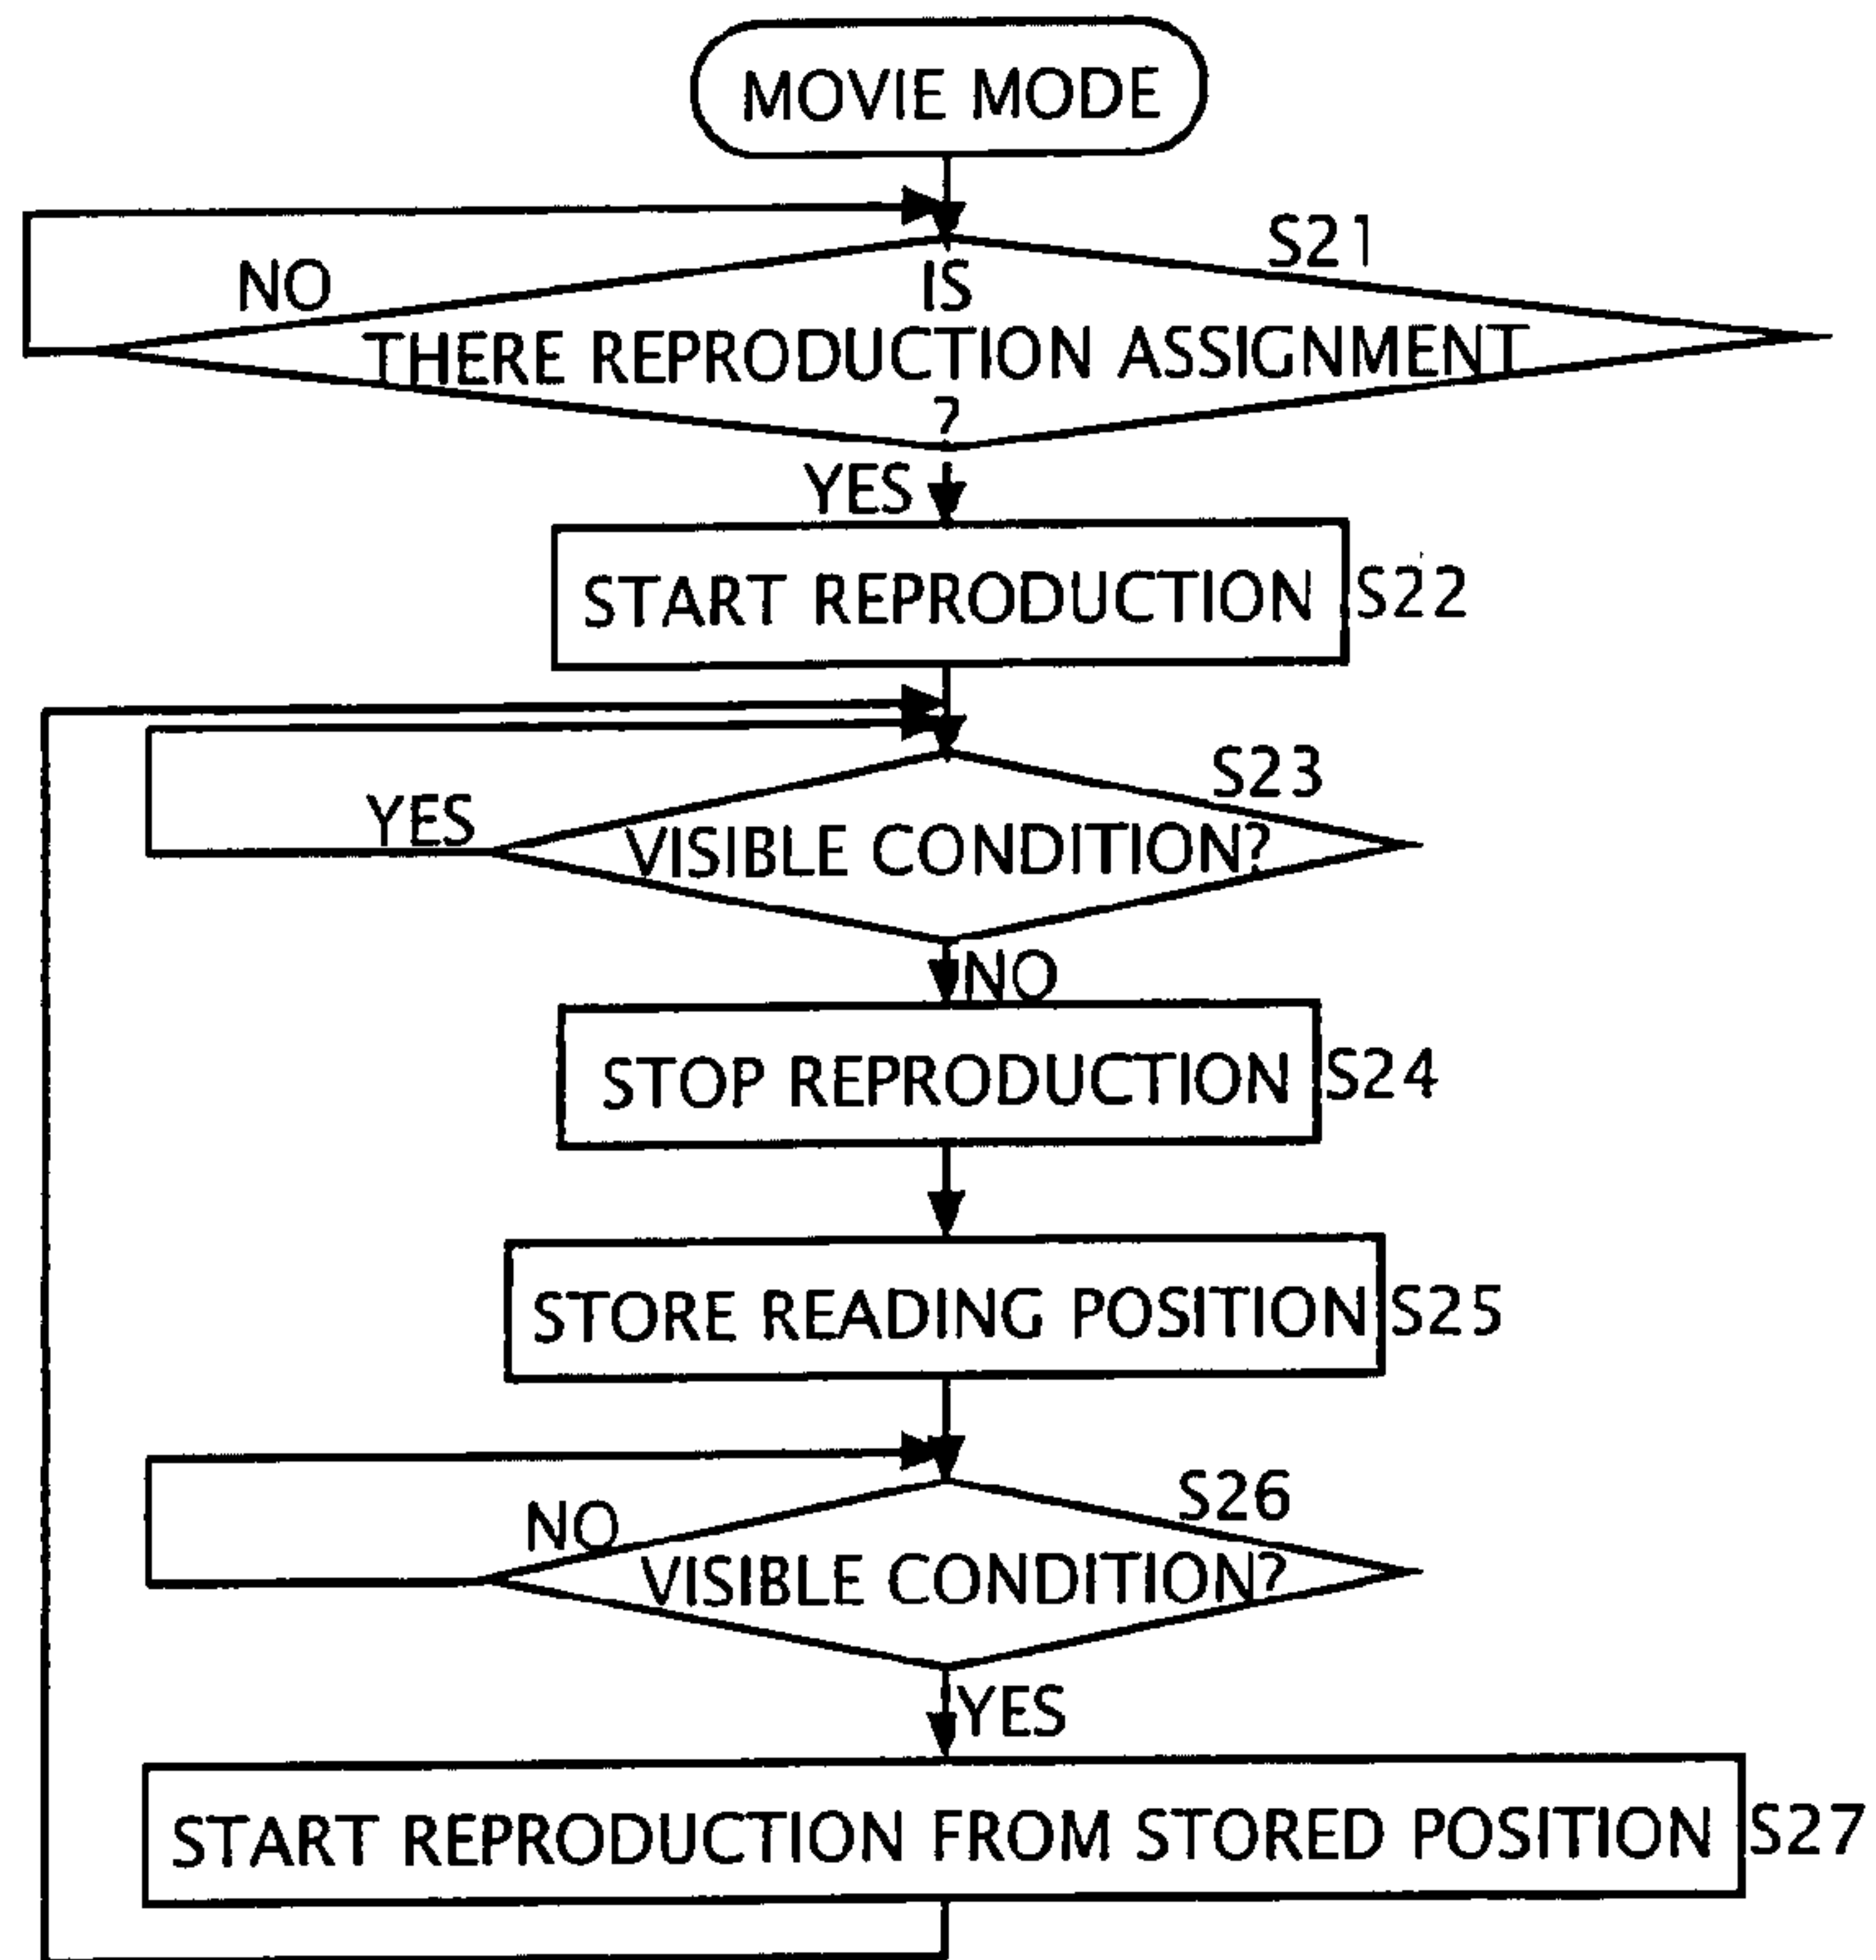 MOVIE MODE
S21
NO
IS
THERE REPRODUCTION ASSIGNMENT
?
YES
START REPRODUCTION
S22
S23
YES
VISIBLE CONDITION?
NO
STOP REPRODUCTION
S24
STORE READING POSITION
S25
S26
NO
VISIBLE CONDITION?
YES
START REPRODUCTION FROM STORED POSITION
S27